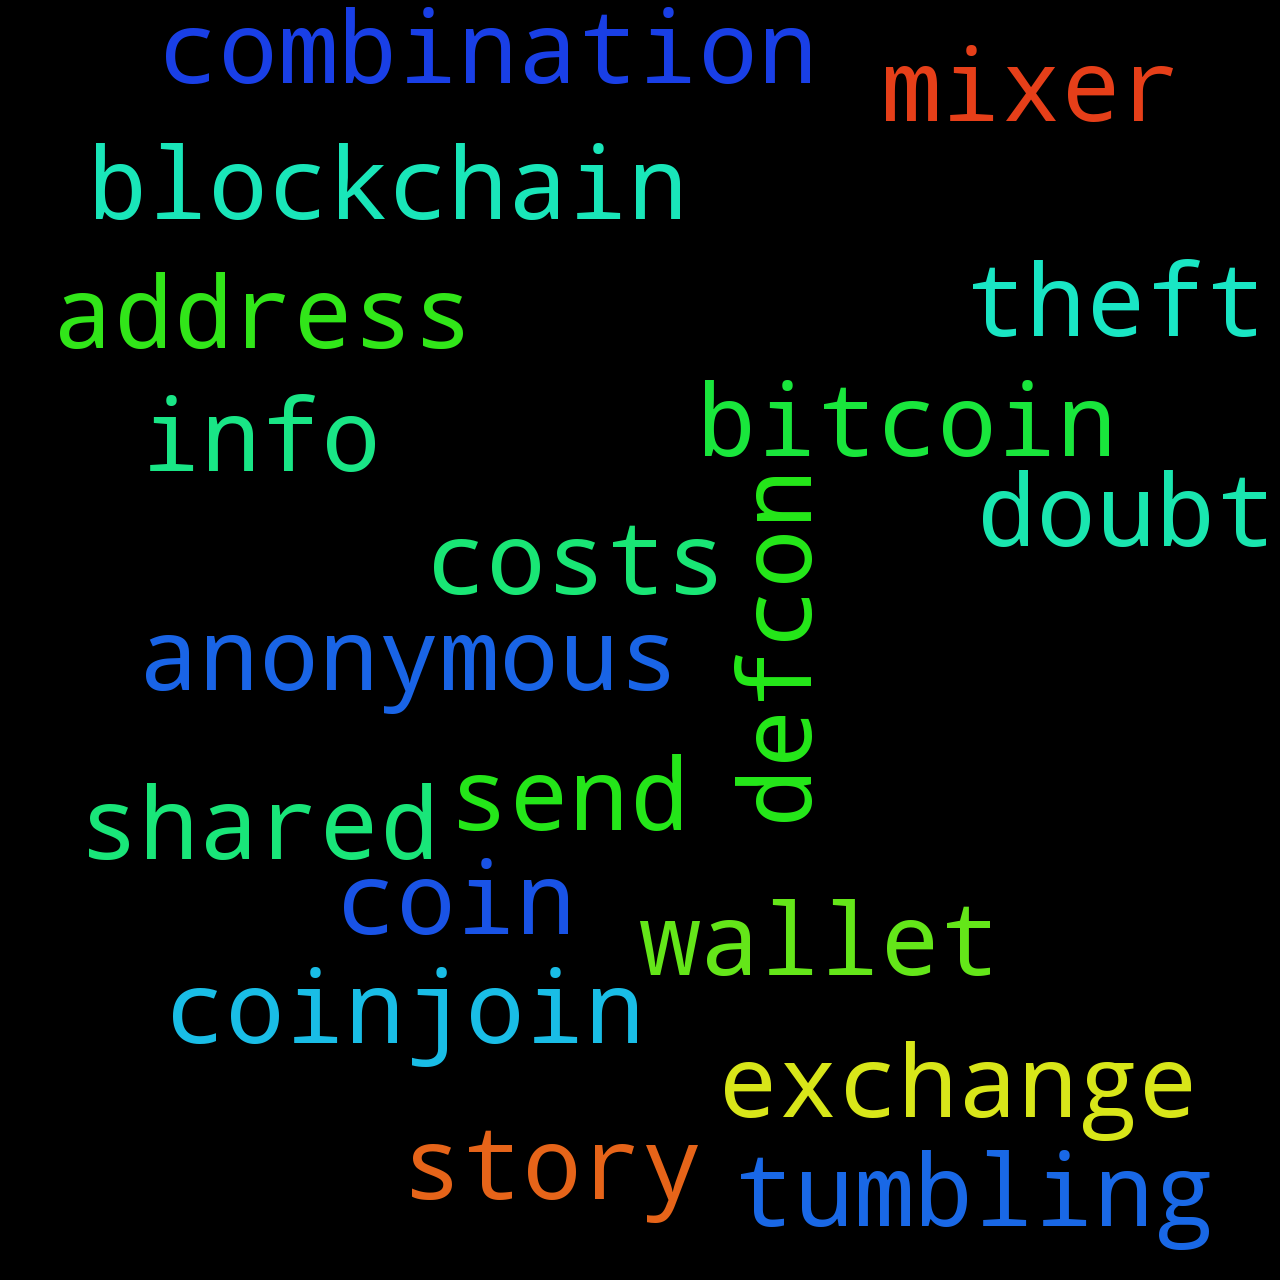 combination
mixer
blockchain
theft
address
bitcoin
info
doubt
defcon
costs
anonymous
send
shared
coin
wallet
coinjoin
exchange
story
tumbling